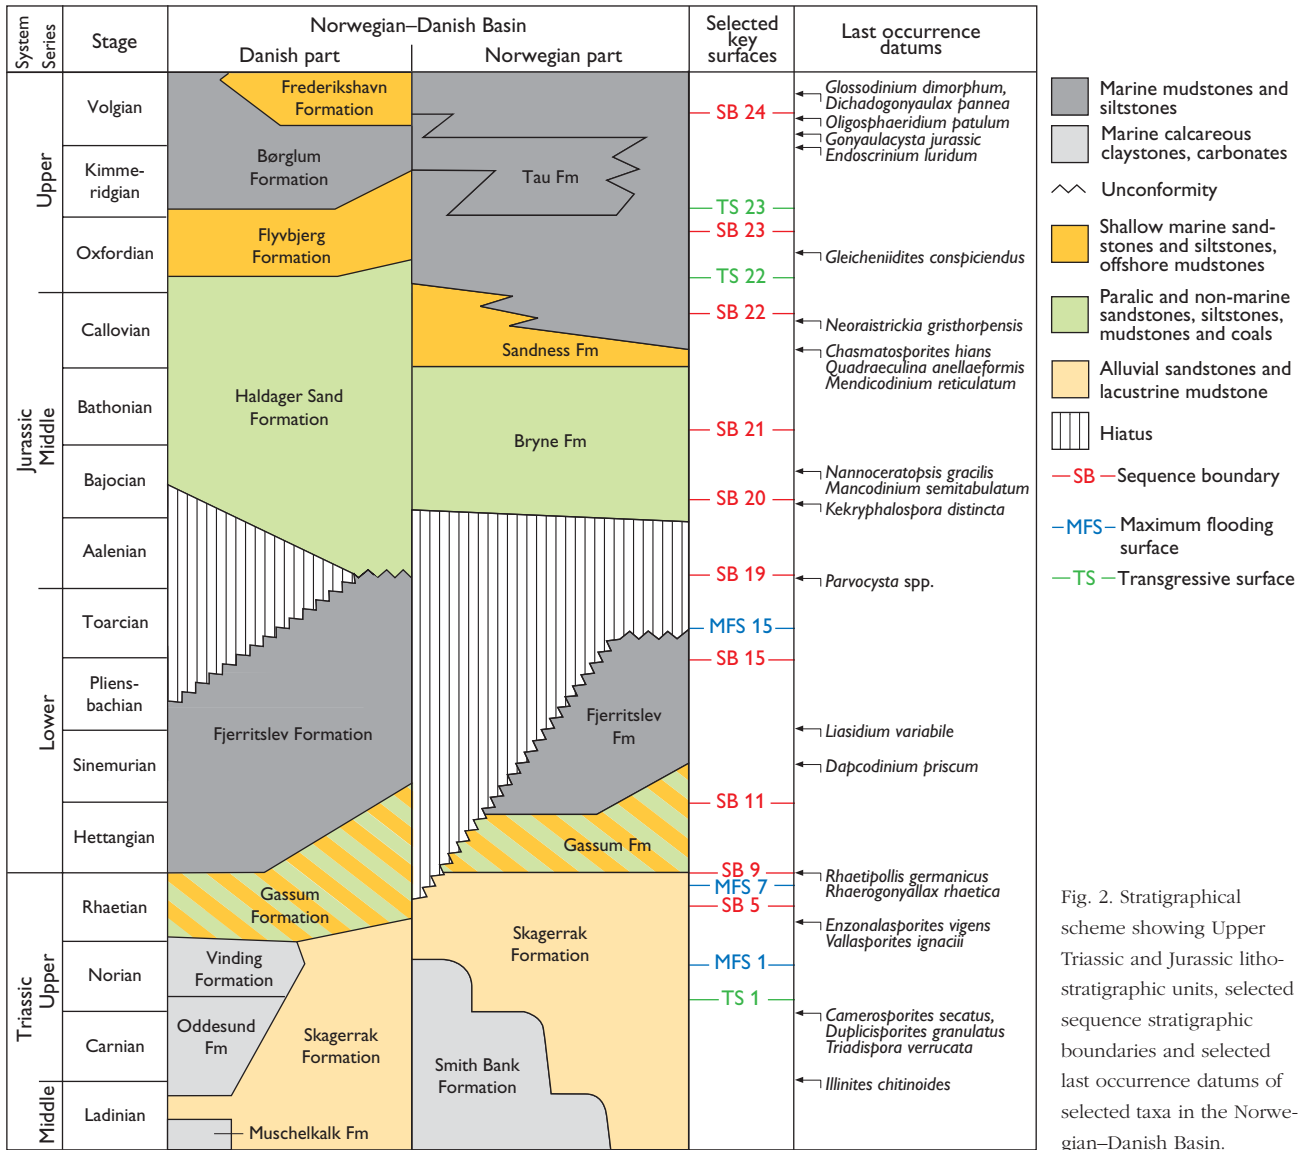 System
Series
Stage
Norwegian–Danish Basin
Danish part
Norwegian part
Selected
key
surfaces
Last occurrence
datums
Jurassic
Triassic
Upper
Middle
Lower
Upper
Middle
Volgian
Kimme-
ridgian
Oxfordian
Callovian
Bathonian
Bajocian
Aalenian
Toarcian
Pliens-
bachian
Sinemurian
Hettangian
Rhaetian
Norian
Carnian
Ladinian
Frederikshavn
Formation
Børglum
Formation
Flyvbjerg
Formation
Haldager Sand
Formation
Fjerritslev Formation
Gassum
Formation
Vinding
Formation
Oddesund
Fm
Skagerrak
Formation
Muschelkalk Fm
Tau Fm
Sandness Fm
Bryne Fm
Fjerritslev
Fm
Gassum Fm
Skagerrak
Formation
Smith Bank
Formation
SB 24
TS 23
SB 23
TS 22
SB 22
SB 21
SB 20
SB 19
MFS 15
SB 15
SB 11
SB 9
MFS 7
SB 5
MFS 1
TS 1
Glossodinium dimorphum,
Dichadogonyaulax pannea
Oligosphaeridium patulum
Gonyaulacysta jurassic
Endoscrinium luridum
Gleicheniidites conspiciendus
Neoraistrickia gristhorpensis
Chasmatosporites hians
Quadraeculina anellaeformis
Mendicodinium reticulatum
Nannoceratopsis gracilis
Mancodinium semitabulatum
Kekryphalospora distincta
Parvocysta spp.
Liasidium variabile
Dapcodinium priscum
Rhaetipollis germanicus
Rhaerogonyallax rhaetica
Enzonalasporites vigens
Vallasporites ignaciii
Camerosporites secatus,
Duplicisporites granulatus
Triadispora verrucata
Illinites chitinoides
Marine mudstones and
siltstones
Marine calcareous
claystones, carbonates
Unconformity
Shallow marine sand-
stones and siltstones,
offshore mudstones
Paralic and non-marine
sandstones, siltstones,
mudstones and coals
Alluvial sandstones and
lacustrine mudstone
Hiatus
SB Sequence boundary
MFS Maximum flooding
surface
TS Transgressive surface
Fig. 2. Stratigraphical
scheme showing Upper
Triassic and Jurassic litho-
stratigraphic units, selected
sequence stratigraphic
boundaries and selected
last occurrence datums of
selected taxa in the Norwe-
gian–Danish Basin.